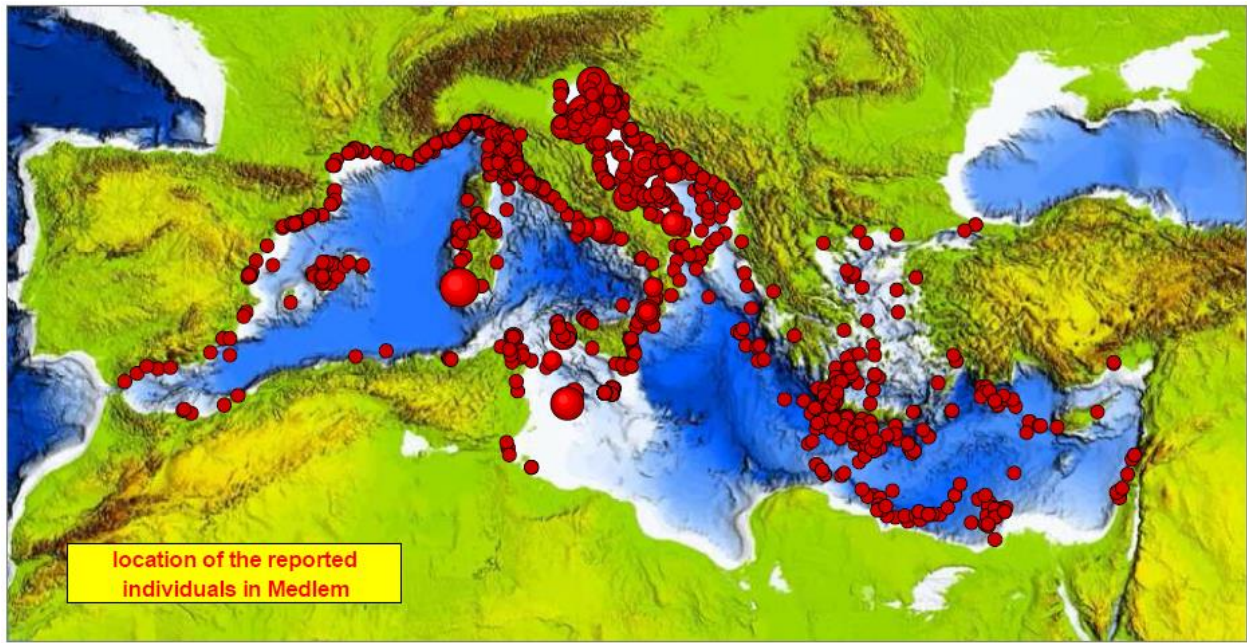 location of the reported
individuals in Medlem